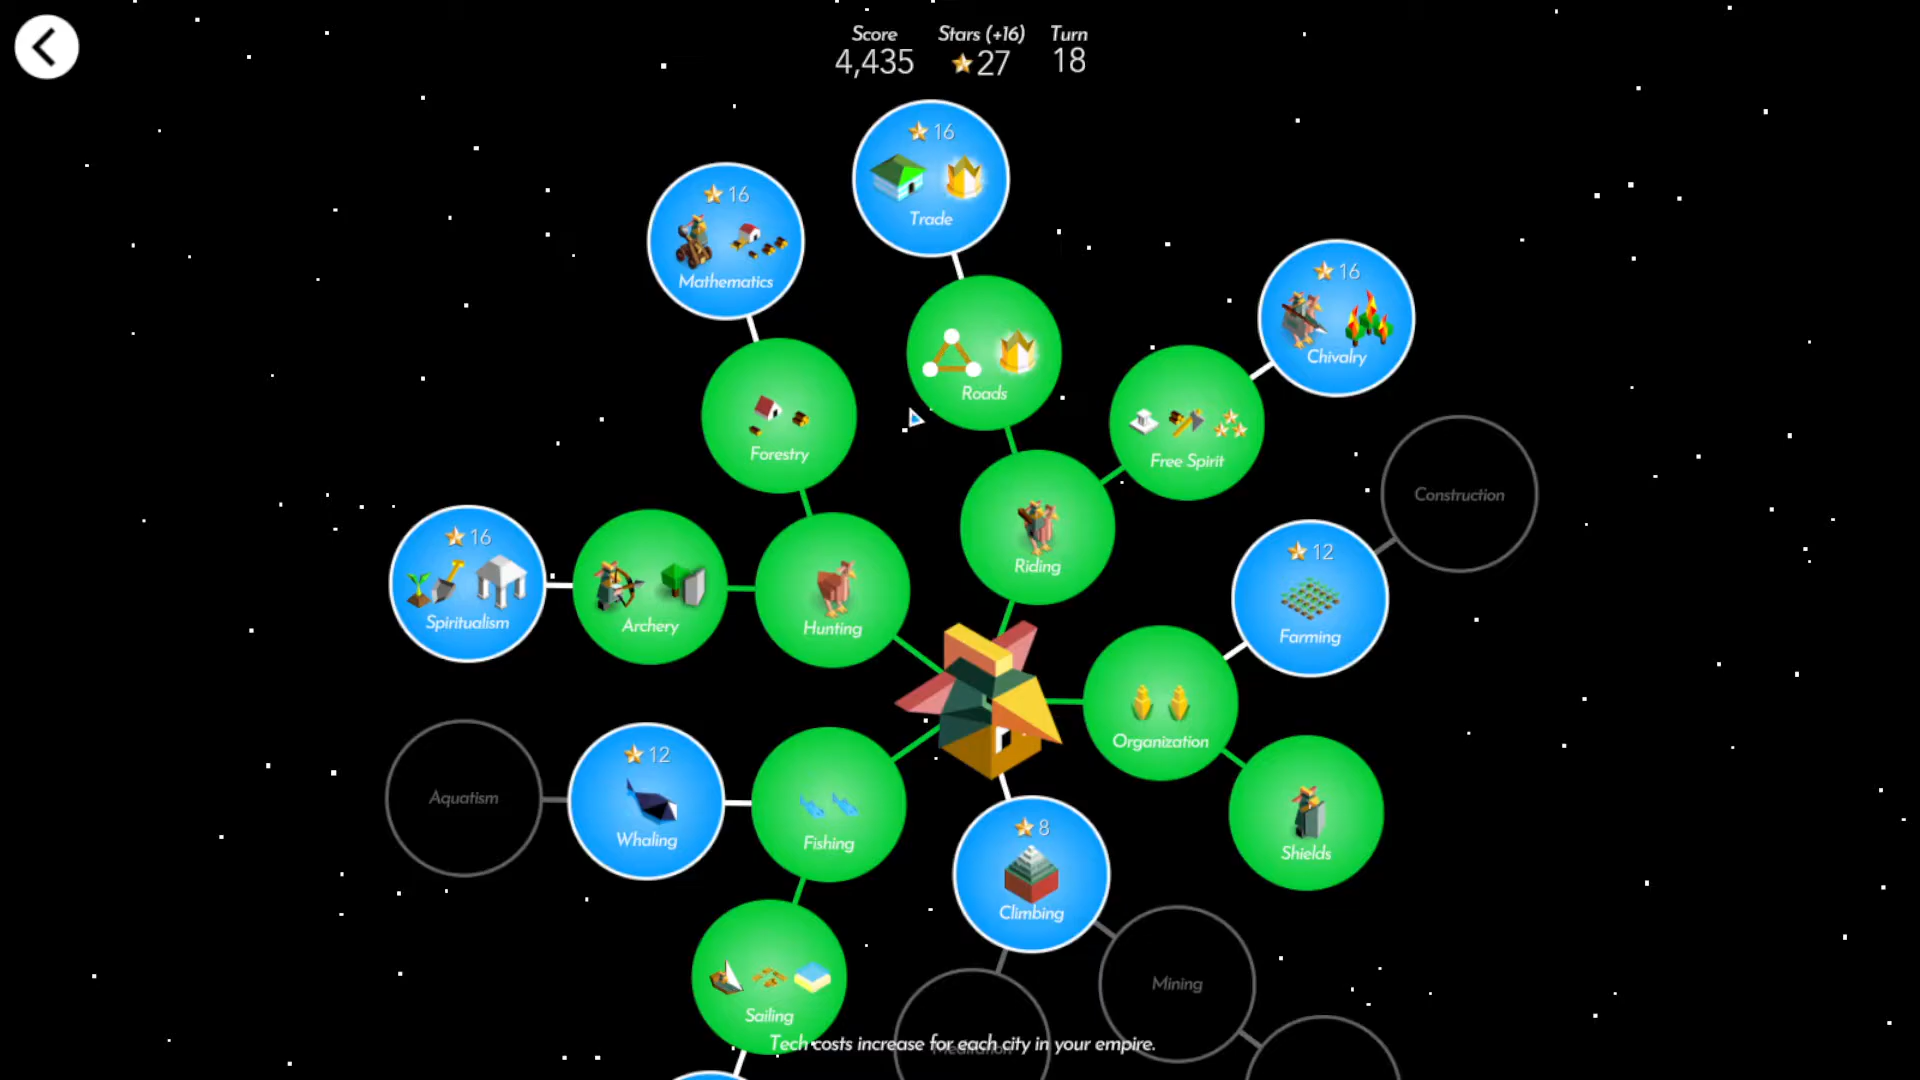 Score Stars (+16) Turn
4,435 27 18
16
Trade
16
Mathematics
16
Chivalry
Roads
Forestry
Free Spirit
Construction
16
Spiritualism
Archery
Hunting
Riding
12
Farming
Organization
Aquatism
12
Whaling
Fishing
8
Climbing
Shields
Mining
Sailing
Meditation
Tech costs increase for each city in your empire.